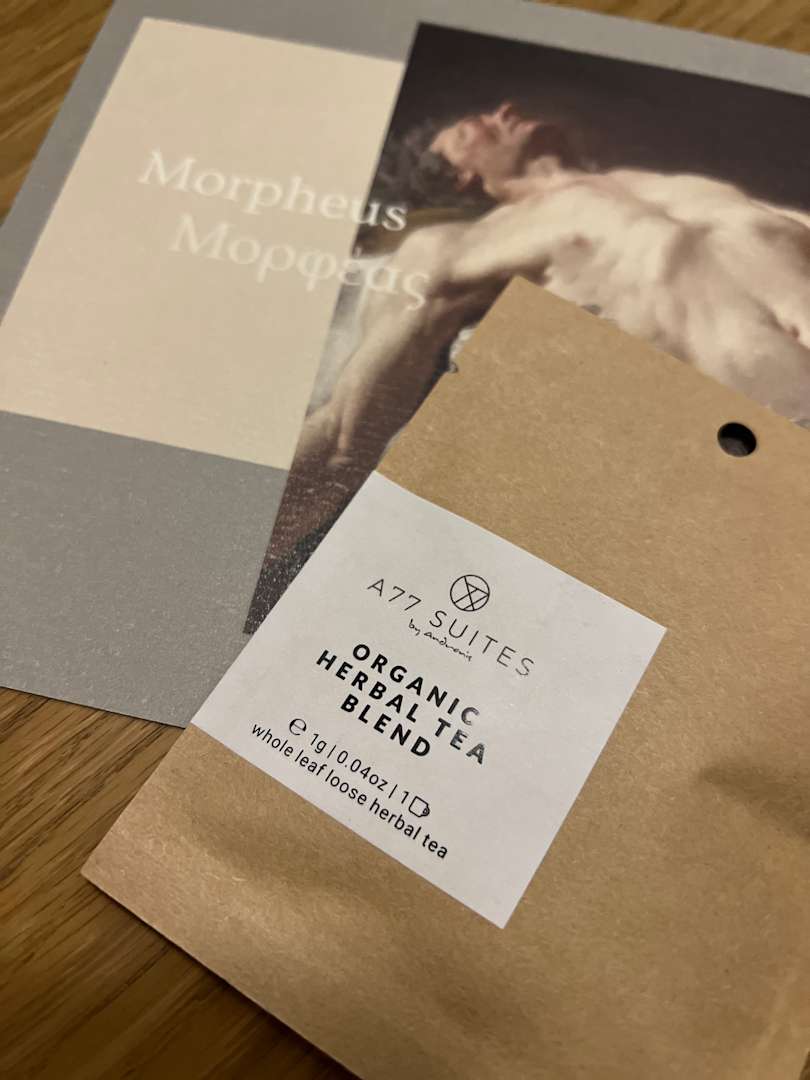 Morpheus
Μορφέας
A77 SUITES
by Andronis
ORGANIC
HERBAL TEA
BLEND
℮ 1g | 0.04oz | 1
whole leaf loose herbal tea